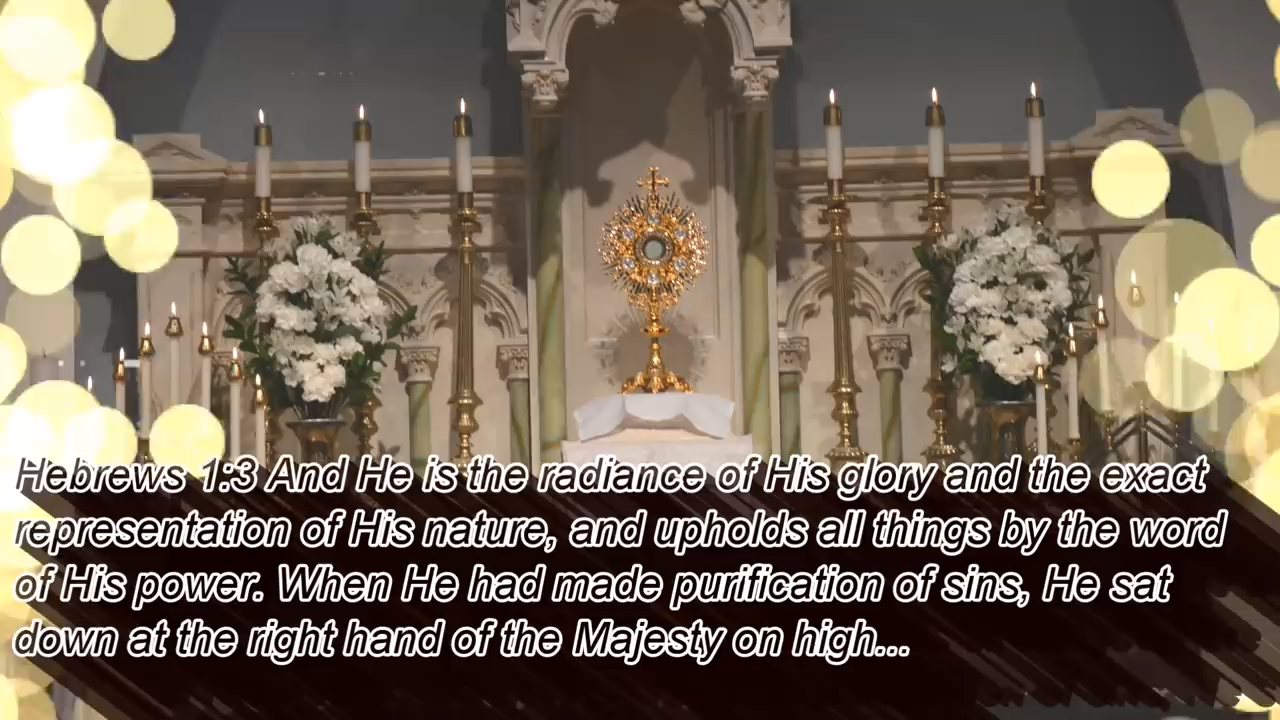 Hebrews 1:3 And He is the radiance of His glory and the exact
representation of His nature, and upholds all things by the word
of His power. When He had made purification of sins, He sat
down at the right hand of the Majesty on high...